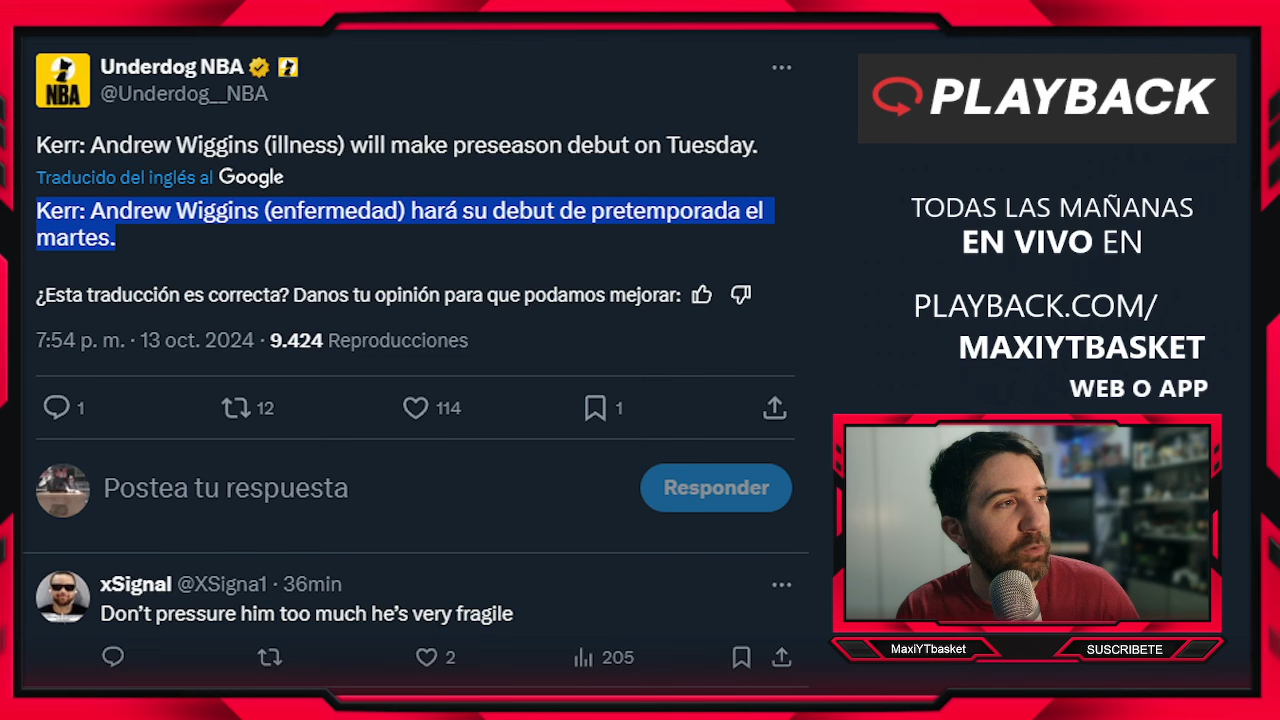 Underdog NBA
@Underdog__NBA
NBA
Kerr: Andrew Wiggins (illness) will make preseason debut on Tuesday.
Traducido del inglés al Google
Kerr: Andrew Wiggins (enfermedad) hará su debut de pretemporada el
martes.
¿Esta traducción es correcta? Danos tu opinión para que podamos mejorar:
7:54 p. m. · 13 oct. 2024 · 9.424 Reproducciones
1 12 114 1
Postea tu respuesta
Responder
xSignal @XSigna1 · 36min
Don’t pressure him too much he’s very fragile
2 205
PLAYBACK
TODAS LAS MAÑANAS
EN VIVO EN
PLAYBACK.COM/
MAXIYTBASKET
WEB O APP
MaxiYTbasket
SUSCRIBETE